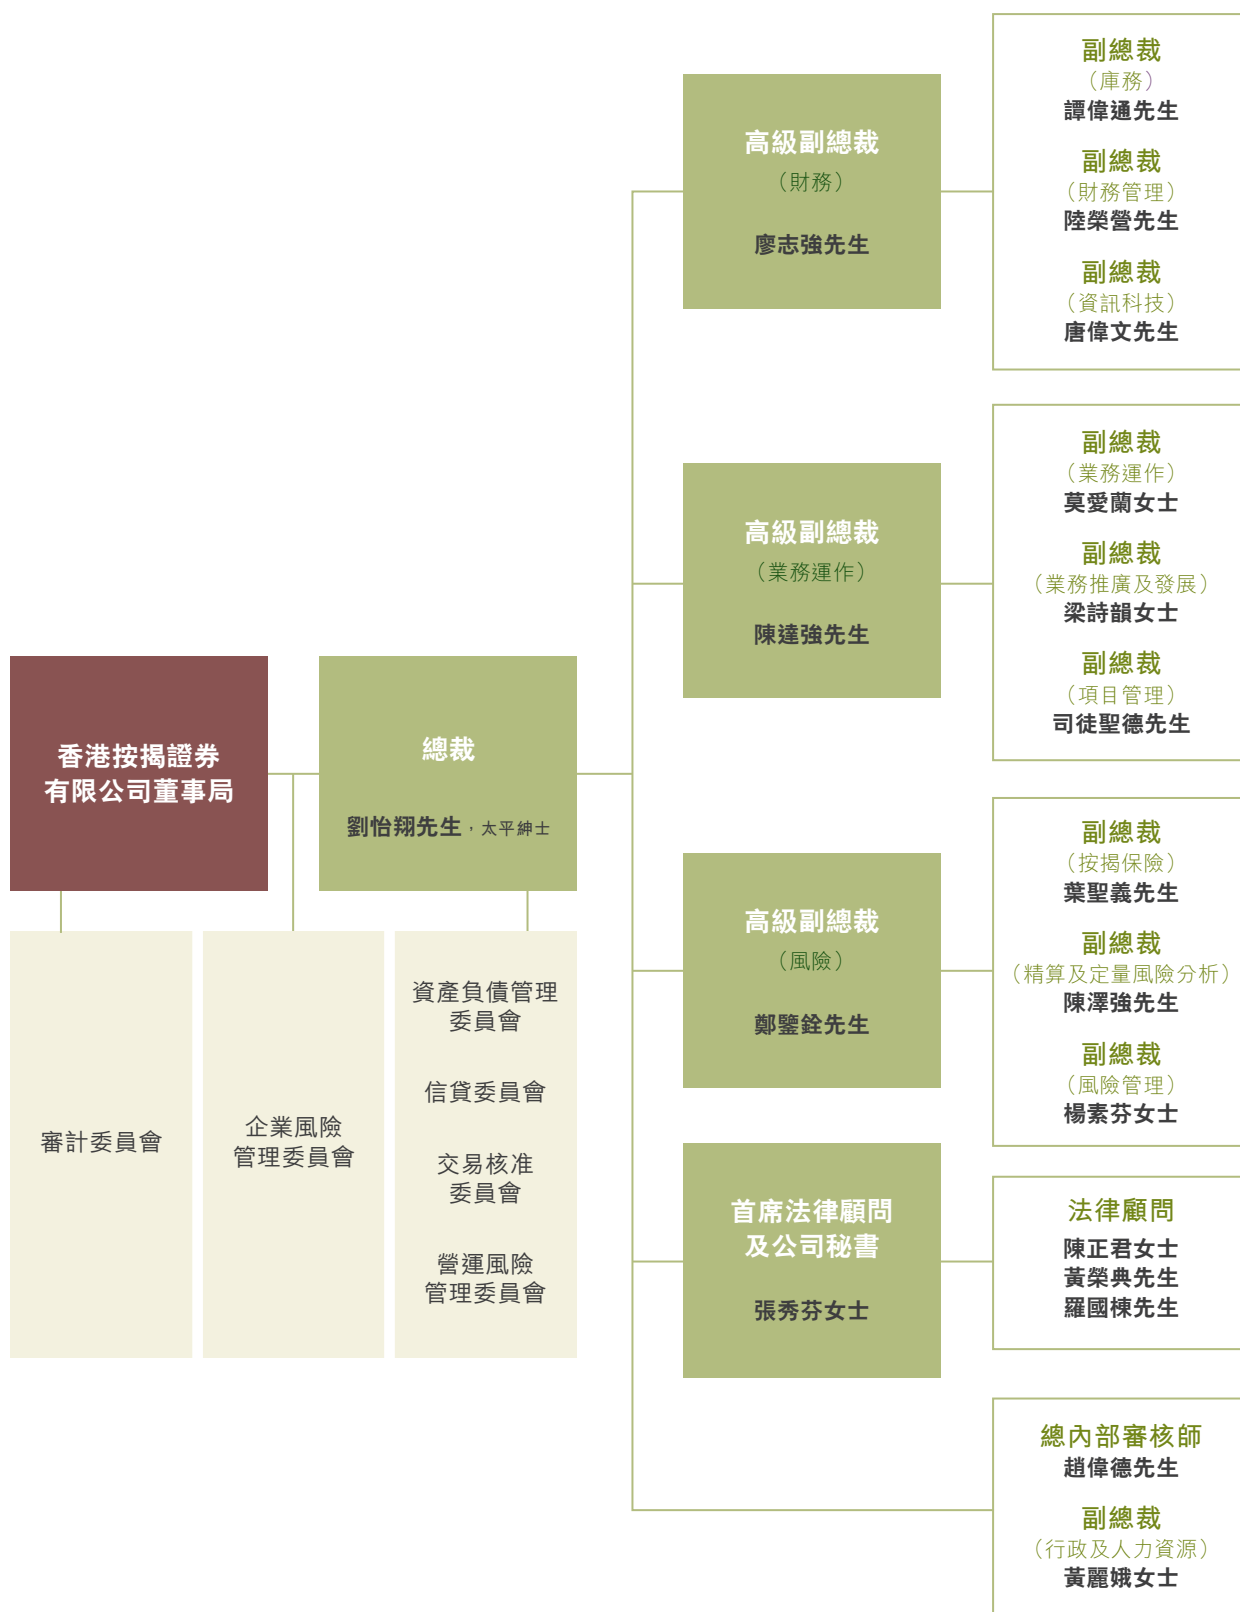 香港按揭證券
有限公司董事局
總裁
劉怡翔先生，太平紳士
審計委員會
企業風險
管理委員會
資產負債管理
委員會
信貸委員會
交易核准
委員會
營運風險
管理委員會
高級副總裁
（財務）
廖志強先生
副總裁
（庫務）
譚偉通先生
副總裁
（財務管理）
陸榮營先生
副總裁
（資訊科技）
唐偉文先生
高級副總裁
（業務運作）
陳達強先生
副總裁
（業務運作）
莫愛蘭女士
副總裁
（業務推廣及發展）
梁詩韻女士
副總裁
（項目管理）
司徒聖德先生
高級副總裁
（風險）
鄭鑒銓先生
副總裁
（按揭保險）
葉聖義先生
副總裁
（精算及定量風險分析）
陳澤強先生
副總裁
（風險管理）
楊素芬女士
首席法律顧問
及公司秘書
張秀芬女士
法律顧問
陳正君女士
黃榮典先生
羅國棟先生
總內部審核師
趙偉德先生
副總裁
（行政及人力資源）
黃麗娥女士